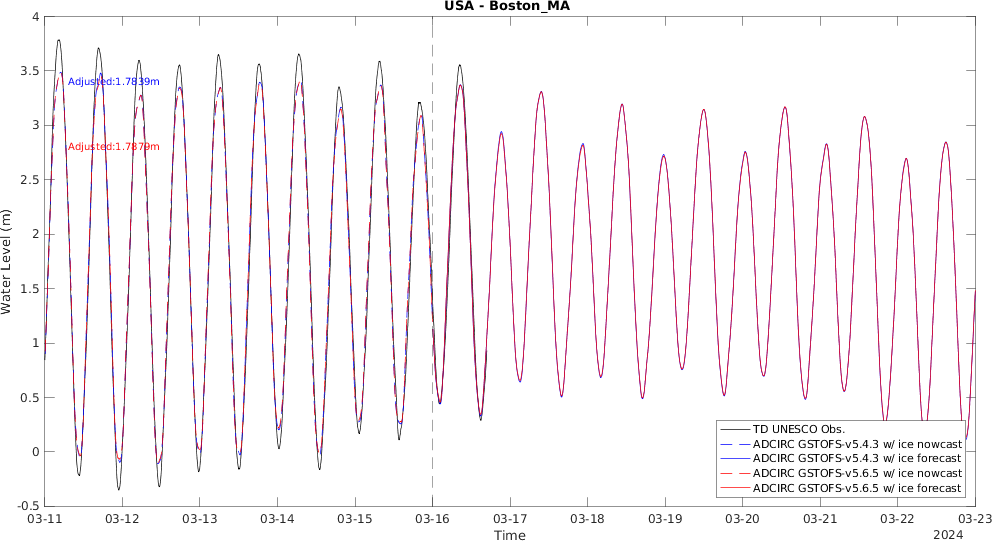 USA - Boston_MA
4
3.5
3
2.5
2
1.5
1
0.5
0
-0.5
Water Level (m)
Adjusted:1.7839m
Adjusted:1.7879m
TD UNESCO Obs.
ADCIRC GSTOFS-v5.4.3 w/ ice nowcast
ADCIRC GSTOFS-v5.4.3 w/ ice forecast
ADCIRC GSTOFS-v5.6.5 w/ ice nowcast
ADCIRC GSTOFS-v5.6.5 w/ ice forecast
03-11 03-12 03-13 03-14 03-15 03-16 03-17 03-18 03-19 03-20 03-21 03-22 03-23
Time
2024